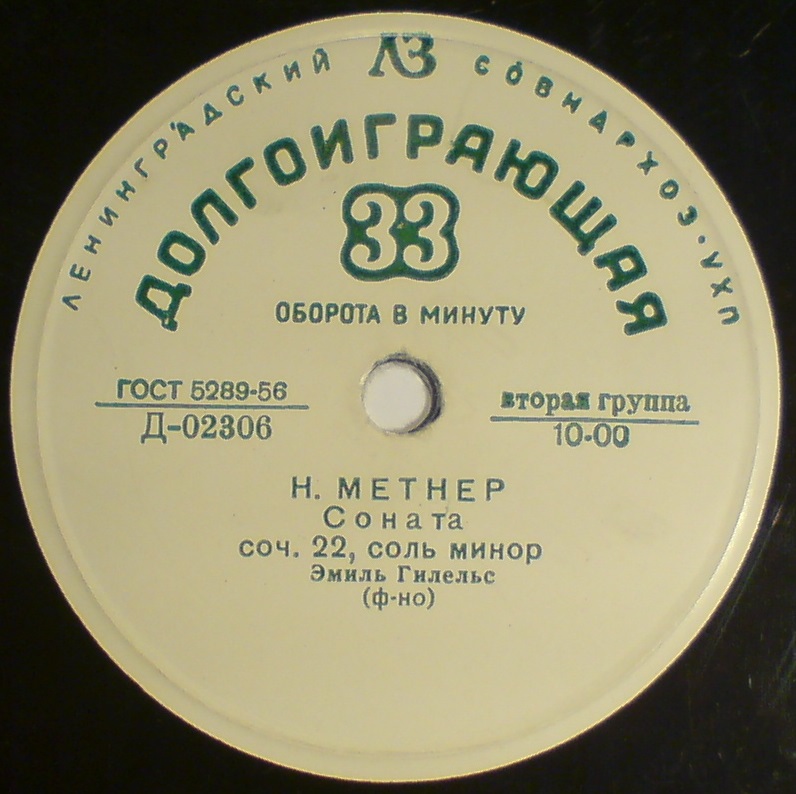 ЛЕНИНГРАДСКИЙ ЛЗ СОВНАРХОЗ · УХП
ДОЛГОИГРАЮЩАЯ
33
ОБОРОТА В МИНУТУ
ГОСТ 5289-56
Д-02306
вторая группа
10-00
Н. МЕТНЕР
Соната
соч. 22, соль минор
Эмиль Гилельс
(ф-но)